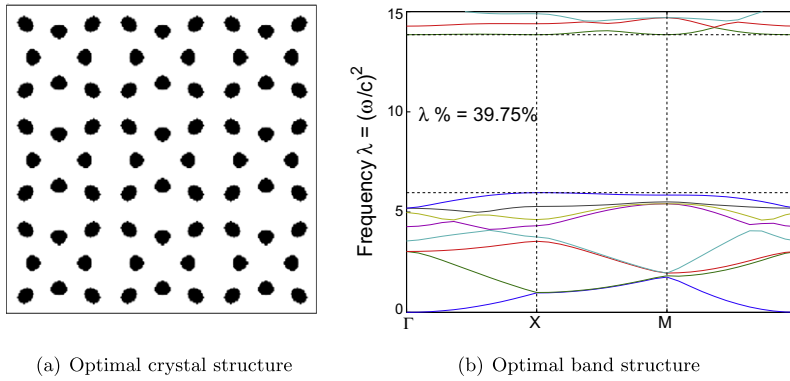 15
10
5
0
Frequency λ = (ω/c)²
λ % = 39.75%
Γ
X
M
(a) Optimal crystal structure
(b) Optimal band structure